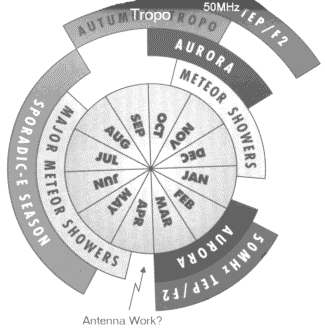 50MHz TEP/F2
AUTUMN TROPO
Tropo
AURORA
METEOR SHOWERS
SPORADIC-E SEASON
MAJOR METEOR SHOWERS
JAN
FEB
MAR
APR
MAY
JUN
JUL
AUG
SEP
OCT
NOV
DEC
AURORA
50MHz TEP/F2
Antenna Work?